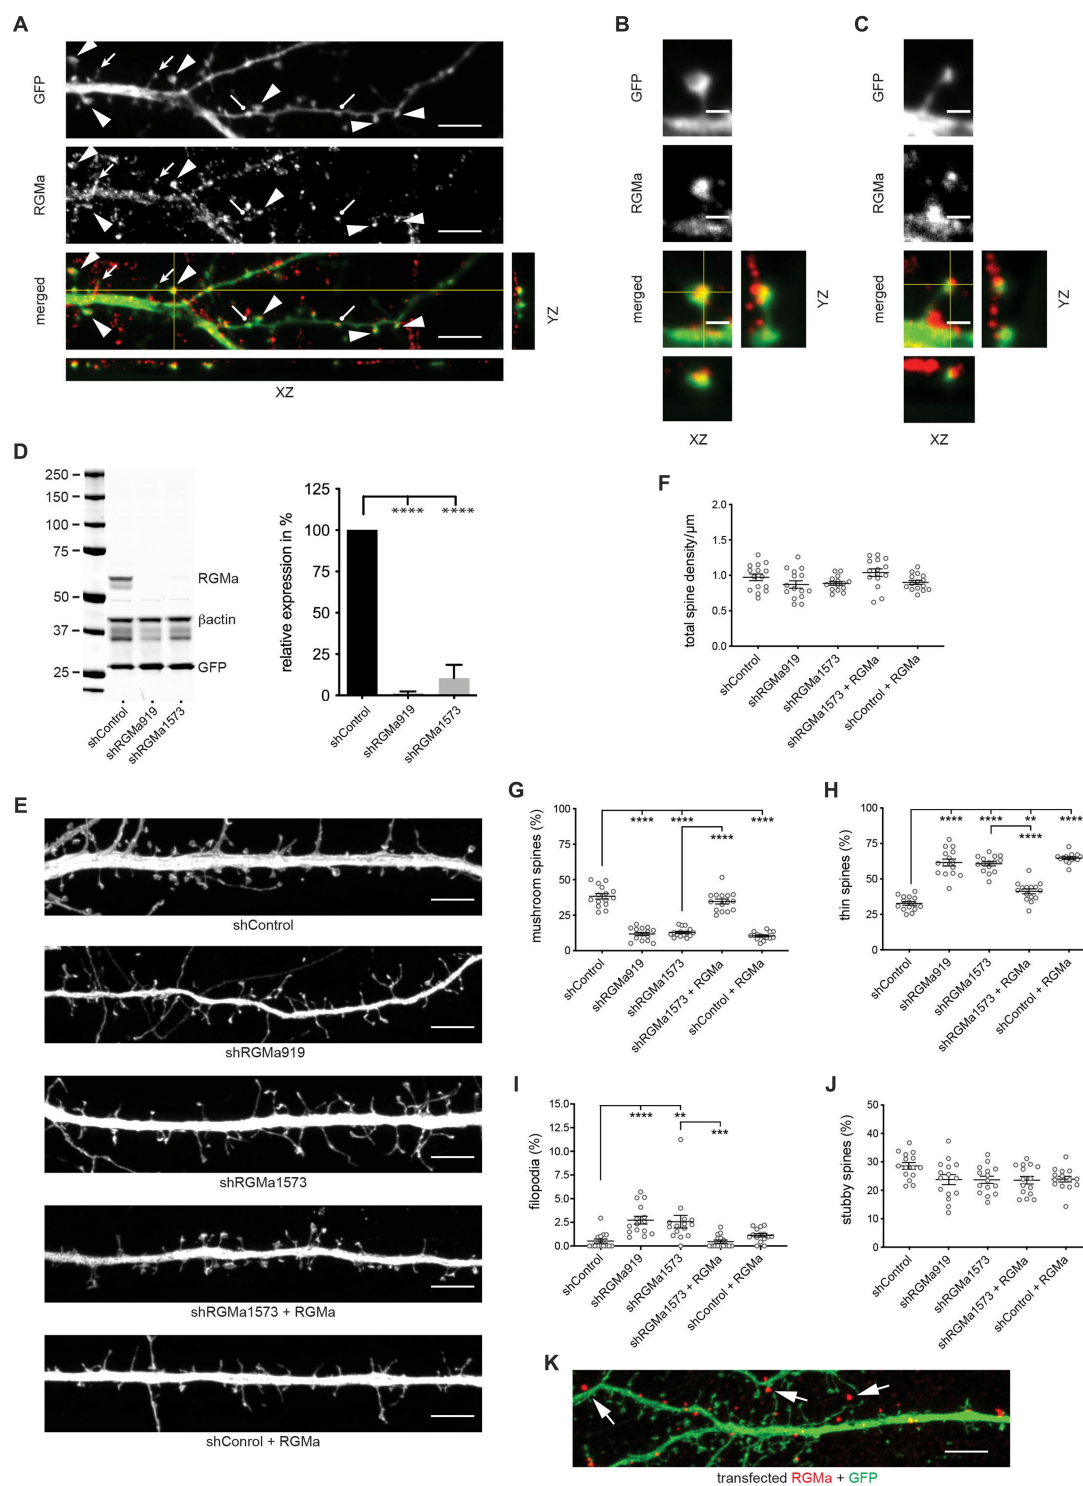 A
GFP
RGMa
merged
YZ
XZ
B
GFP
RGMa
merged
YZ
XZ
C
GFP
RGMa
merged
YZ
XZ
D
250
150
100
75
50
37
25
RGMa
βactin
GFP
shControl
shRGMa919
shRGMa1573
relative expression in %
125
100
75
50
25
0
**** ****
shControl
shRGMa919
shRGMa1573
E
shControl
shRGMa919
shRGMa1573
shRGMa1573 + RGMa
shConrol + RGMa
F
total spine density/µm
2.0
1.5
1.0
0.5
0
shControl
shRGMa919
shRGMa1573
shRGMa1573 + RGMa
shControl + RGMa
G
mushroom spines (%)
100
75
50
25
0
**** **** ****
****
shControl
shRGMa919
shRGMa1573
shRGMa1573 + RGMa
shControl + RGMa
H
thin spines (%)
100
75
50
25
0
**** **** ** ****
****
shControl
shRGMa919
shRGMa1573
shRGMa1573 + RGMa
shControl + RGMa
I
filopodia (%)
15.0
12.5
10.0
7.5
5.0
2.5
0
**** **
***
shControl
shRGMa919
shRGMa1573
shRGMa1573 + RGMa
shControl + RGMa
J
stubby spines (%)
50
40
30
20
10
0
shControl
shRGMa919
shRGMa1573
shRGMa1573 + RGMa
shControl + RGMa
K
transfected RGMa + GFP